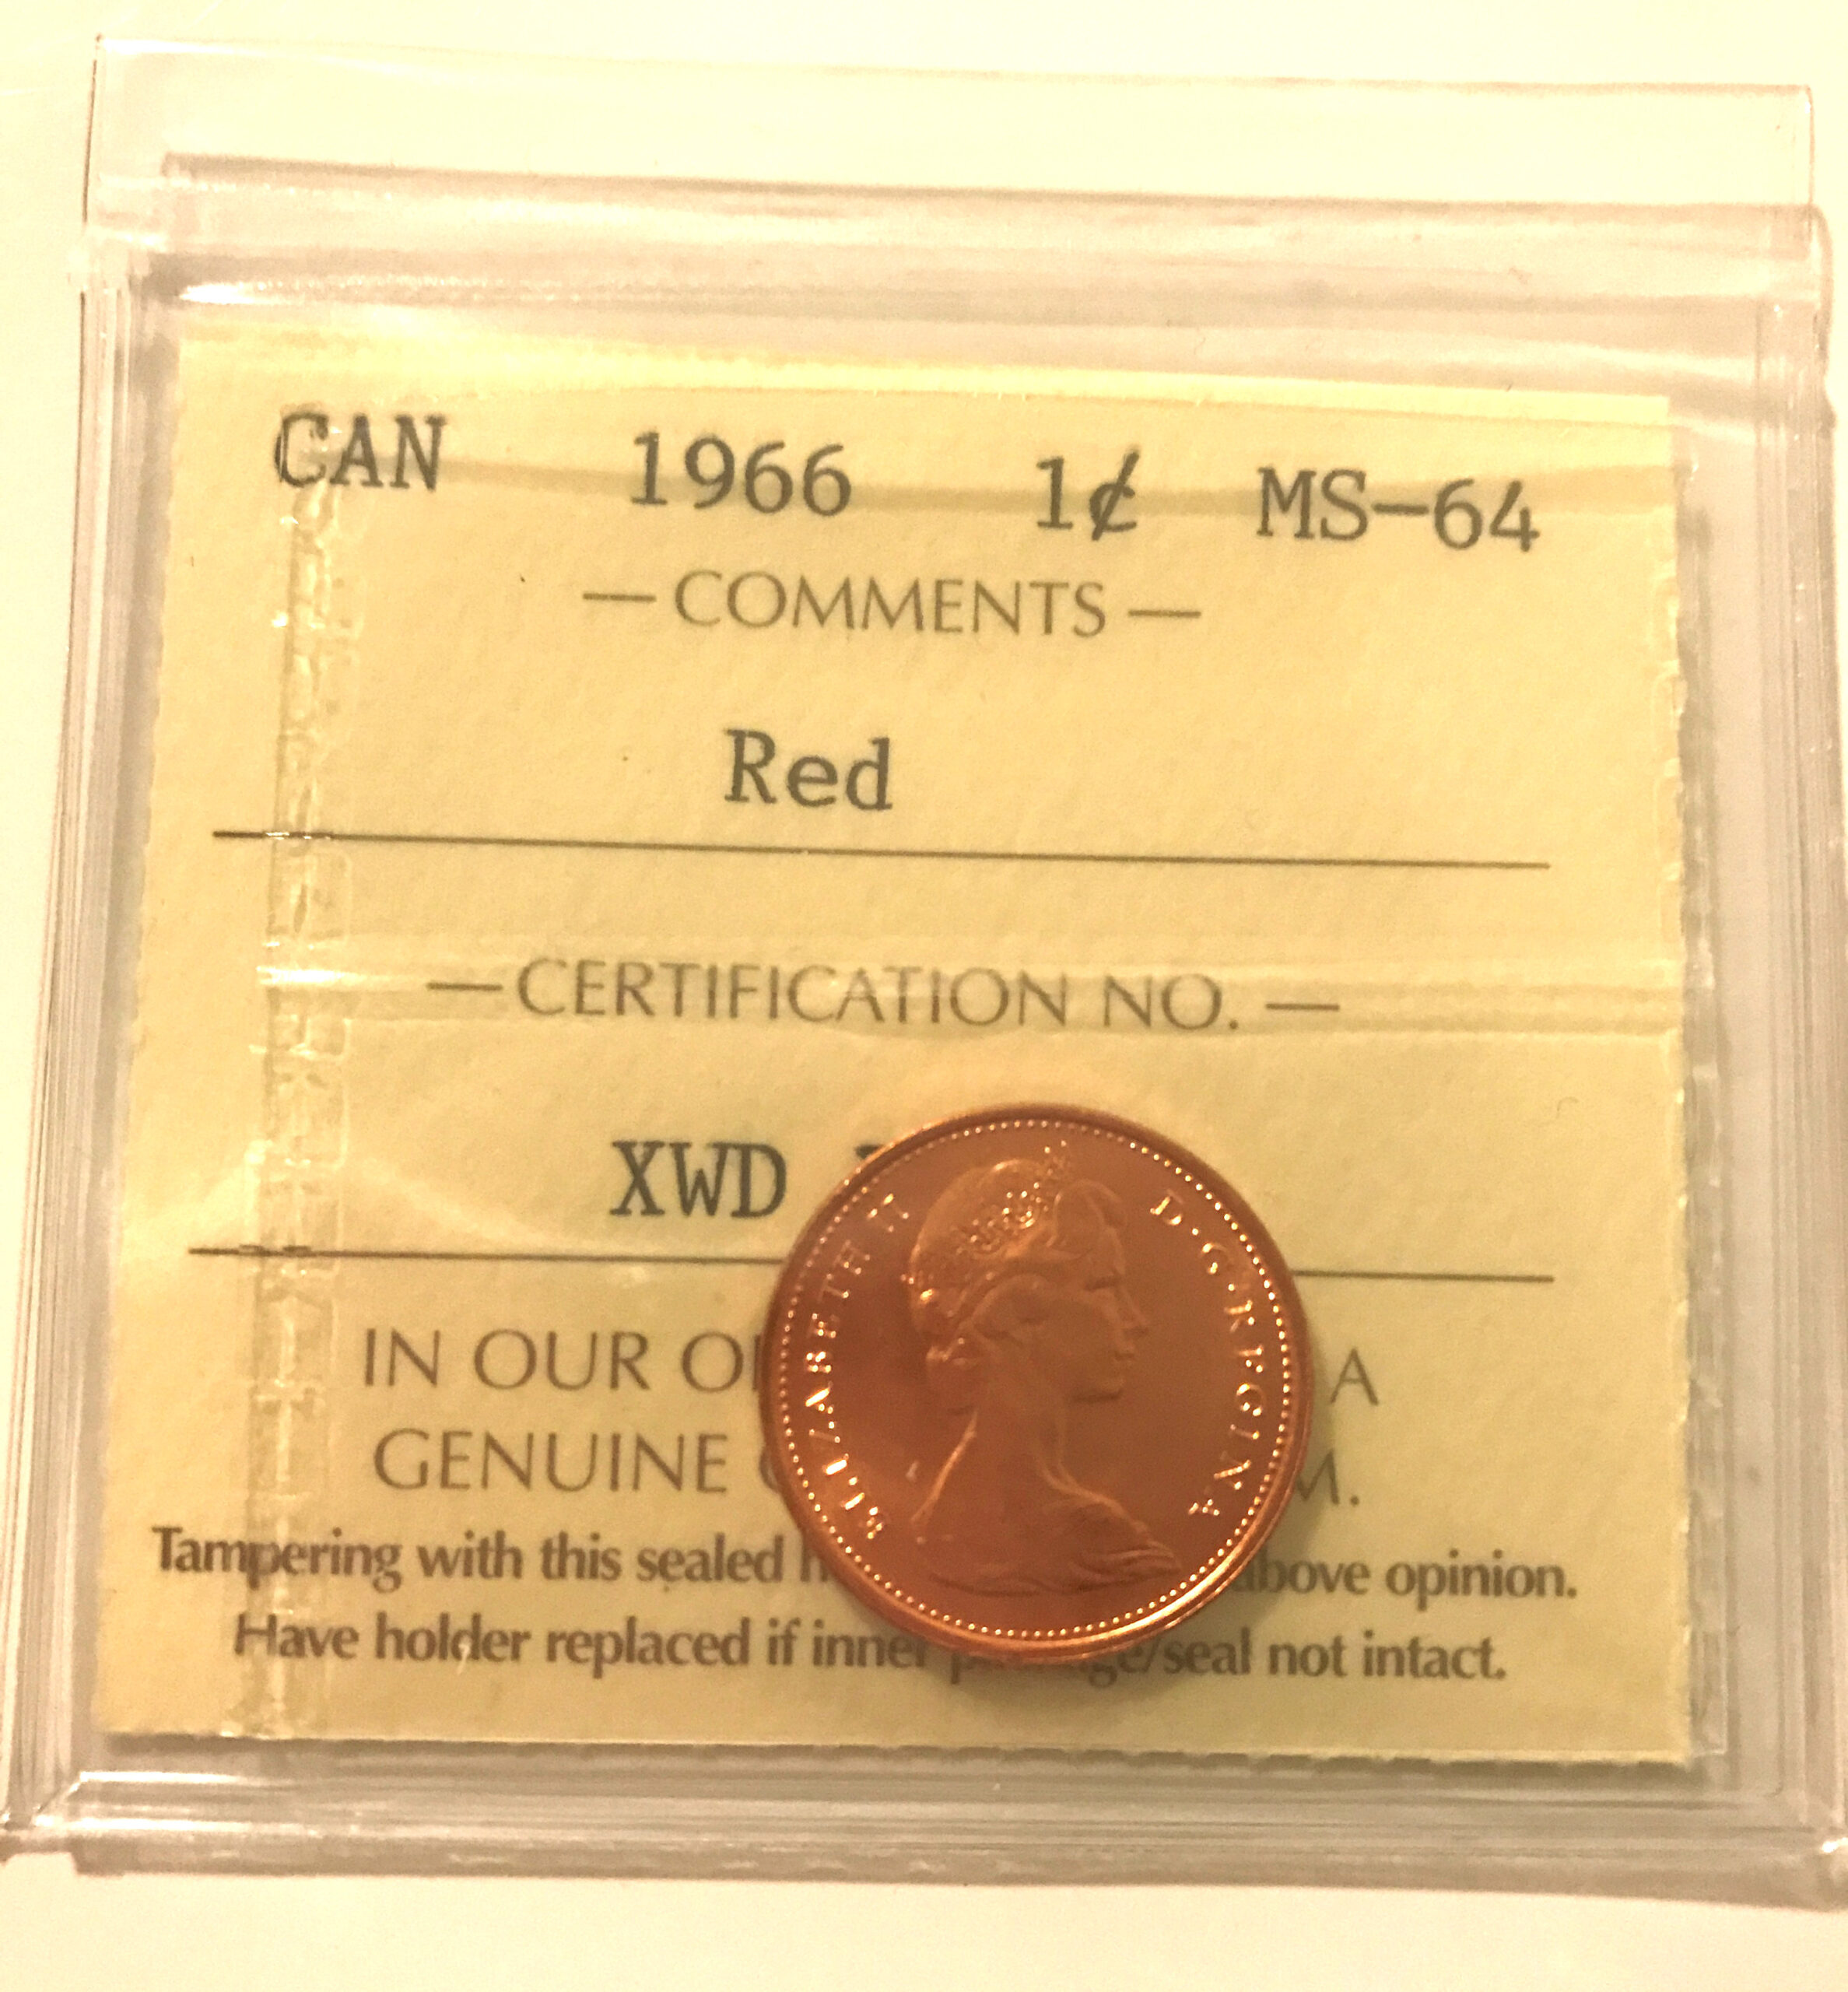 CAN 1966 1¢ MS-64
— COMMENTS —
Red
— CERTIFICATION NO. —
XWD
IN OUR A
GENUINE
Tampering with this sealed above opinion.
Have holder replaced if inner /seal not intact.
ELIZABETH II D·G·REGINA